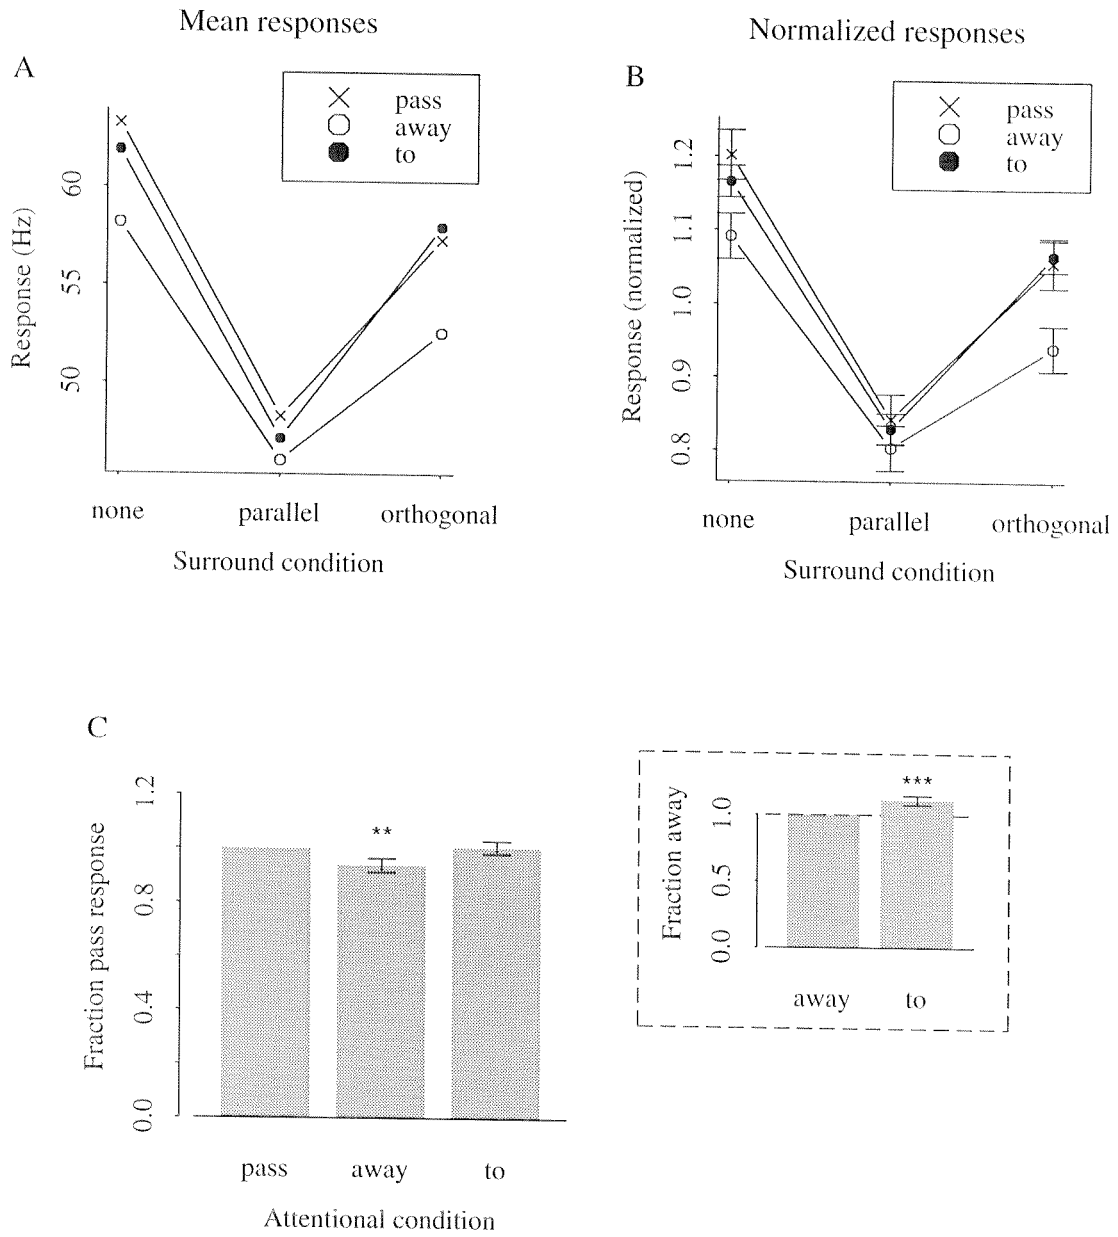 Mean responses
A
pass
away
to
60
55
50
Response (Hz)
none parallel orthogonal
Surround condition
Normalized responses
B
pass
away
to
1.2
1.1
1.0
0.9
0.8
Response (normalized)
none parallel orthogonal
Surround condition
C
1.2
0.8
0.4
0.0
Fraction pass response
**
pass away to
Attentional condition
***
1.0
0.5
0.0
Fraction away
away to